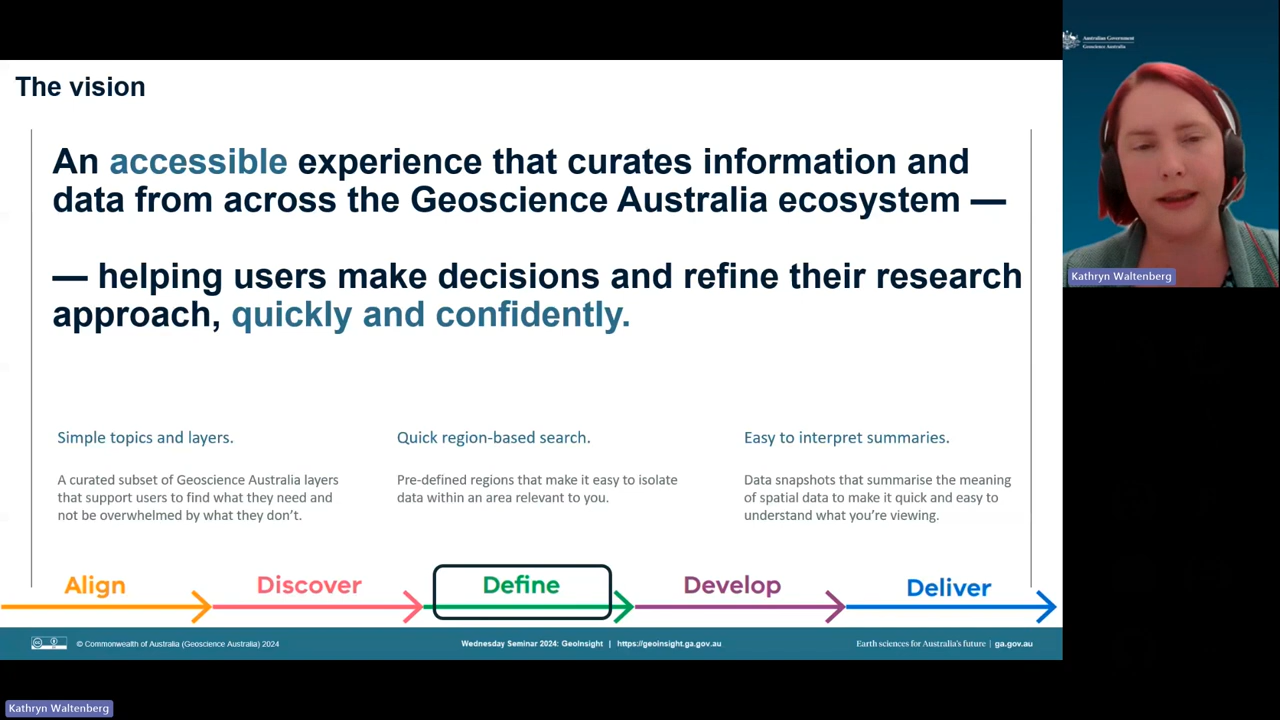 The vision
An accessible experience that curates information and
data from across the Geoscience Australia ecosystem —
— helping users make decisions and refine their research
approach, quickly and confidently.
Simple topics and layers.
A curated subset of Geoscience Australia layers
that support users to find what they need and
not be overwhelmed by what they don't.
Quick region-based search.
Pre-defined regions that make it easy to isolate
data within an area relevant to you.
Easy to interpret summaries.
Data snapshots that summarise the meaning
of spatial data to make it quick and easy to
understand what you're viewing.
Align
Discover
Define
Develop
Deliver
© Commonwealth of Australia (Geoscience Australia) 2024
Wednesday Seminar 2024: GeoInsight | https://geoinsight.ga.gov.au
Earth sciences for Australia's future | ga.gov.au
Australian Government
Geoscience Australia
Kathryn Waltenberg
Kathryn Waltenberg